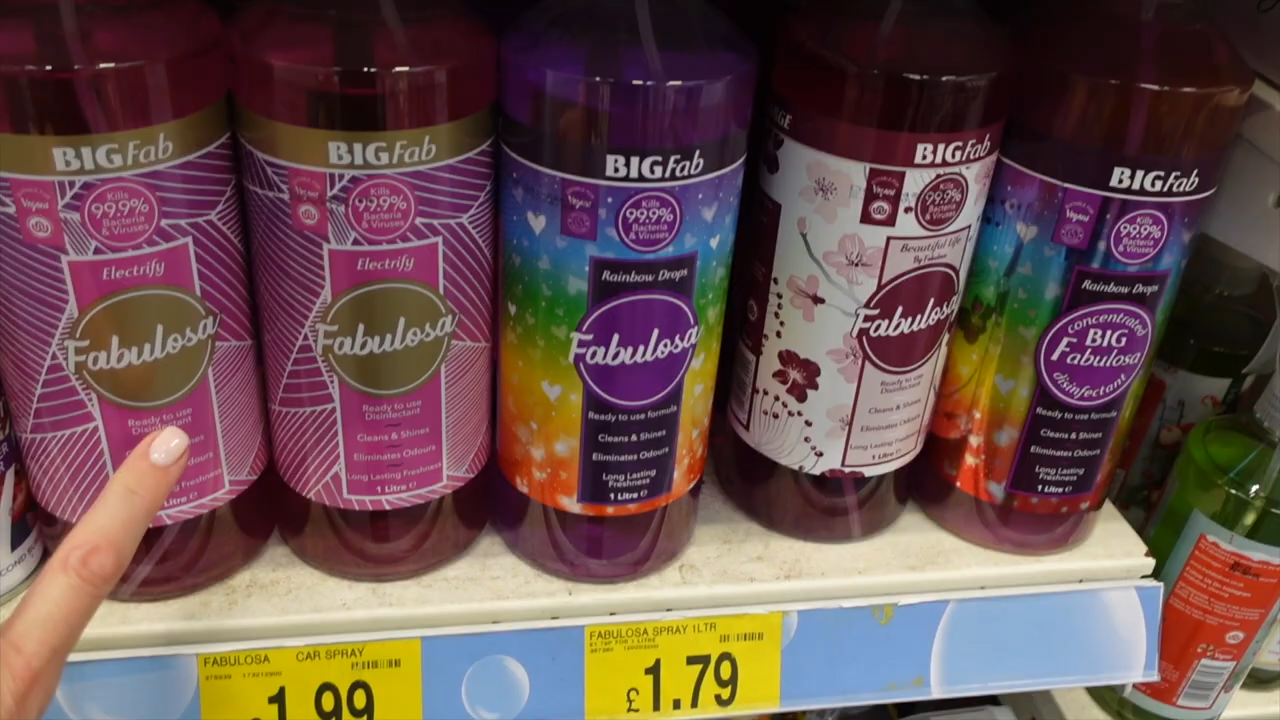 BIGFab
Vegan
Kills
99.9%
Bacteria
& Viruses
Electrify
Fabulosa
Ready to use
Disinfectant
BIGFab
Vegan
Kills
99.9%
Bacteria
& Viruses
Electrify
Fabulosa
Ready to use
Disinfectant
Cleans & Shines
Eliminates Odours
Long Lasting Freshness
1 Litre e
BIGFab
Vegan
Kills
99.9%
Bacteria
& Viruses
Rainbow Drops
Fabulosa
Ready to use formula
Cleans & Shines
Eliminates Odours
Long Lasting
Freshness
1 Litre e
BIGFab
Vegan
Kills
99.9%
Bacteria
& Viruses
Beautiful Life
By Fabulosa
Fabulosa
Ready to use
Disinfectant
Cleans & Shines
Eliminates Odours
Long Lasting Freshness
1 Litre e
BIGFab
Vegan
Kills
99.9%
Bacteria
& Viruses
Rainbow Drops
concentrated
BIG
Fabulosa
disinfectant
Ready to use formula
Cleans & Shines
Eliminates Odours
Long Lasting
Freshness
1 Litre e
FABULOSA CAR SPRAY
1.99
FABULOSA SPRAY 1LTR
£1.79